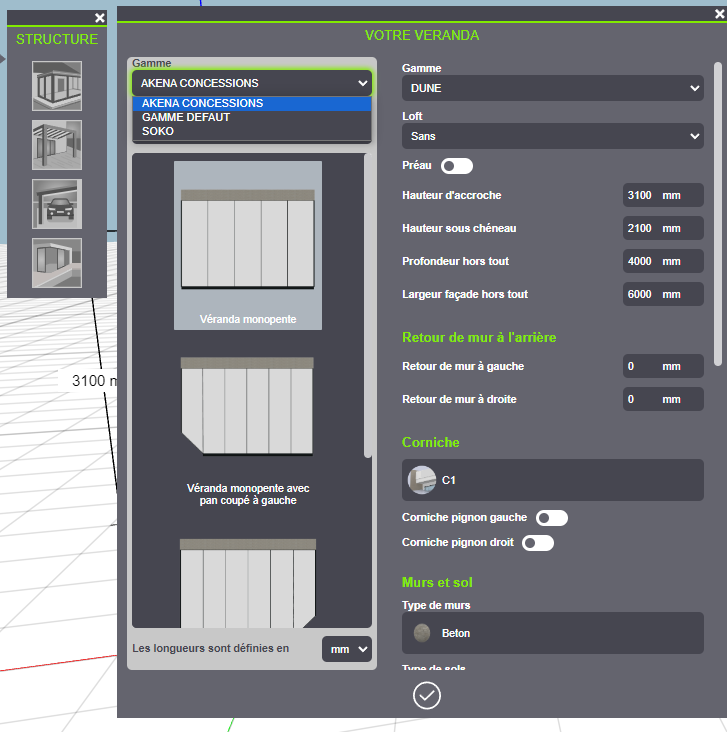 STRUCTURE
VOTRE VERANDA
Gamme
AKENA CONCESSIONS
AKENA CONCESSIONS
GAMME DEFAUT
SOKO
Véranda monopente
Véranda monopente avec
pan coupé à gauche
Les longueurs sont définies en
mm
Gamme
DUNE
Loft
Sans
Préau
Hauteur d'accroche
3100 mm
Hauteur sous chéneau
2100 mm
Profondeur hors tout
4000 mm
Largeur façade hors tout
6000 mm
Retour de mur à l'arrière
Retour de mur à gauche
0 mm
Retour de mur à droite
0 mm
Corniche
C1
Corniche pignon gauche
Corniche pignon droit
Murs et sol
Type de murs
Beton
Type de sols
3100 m